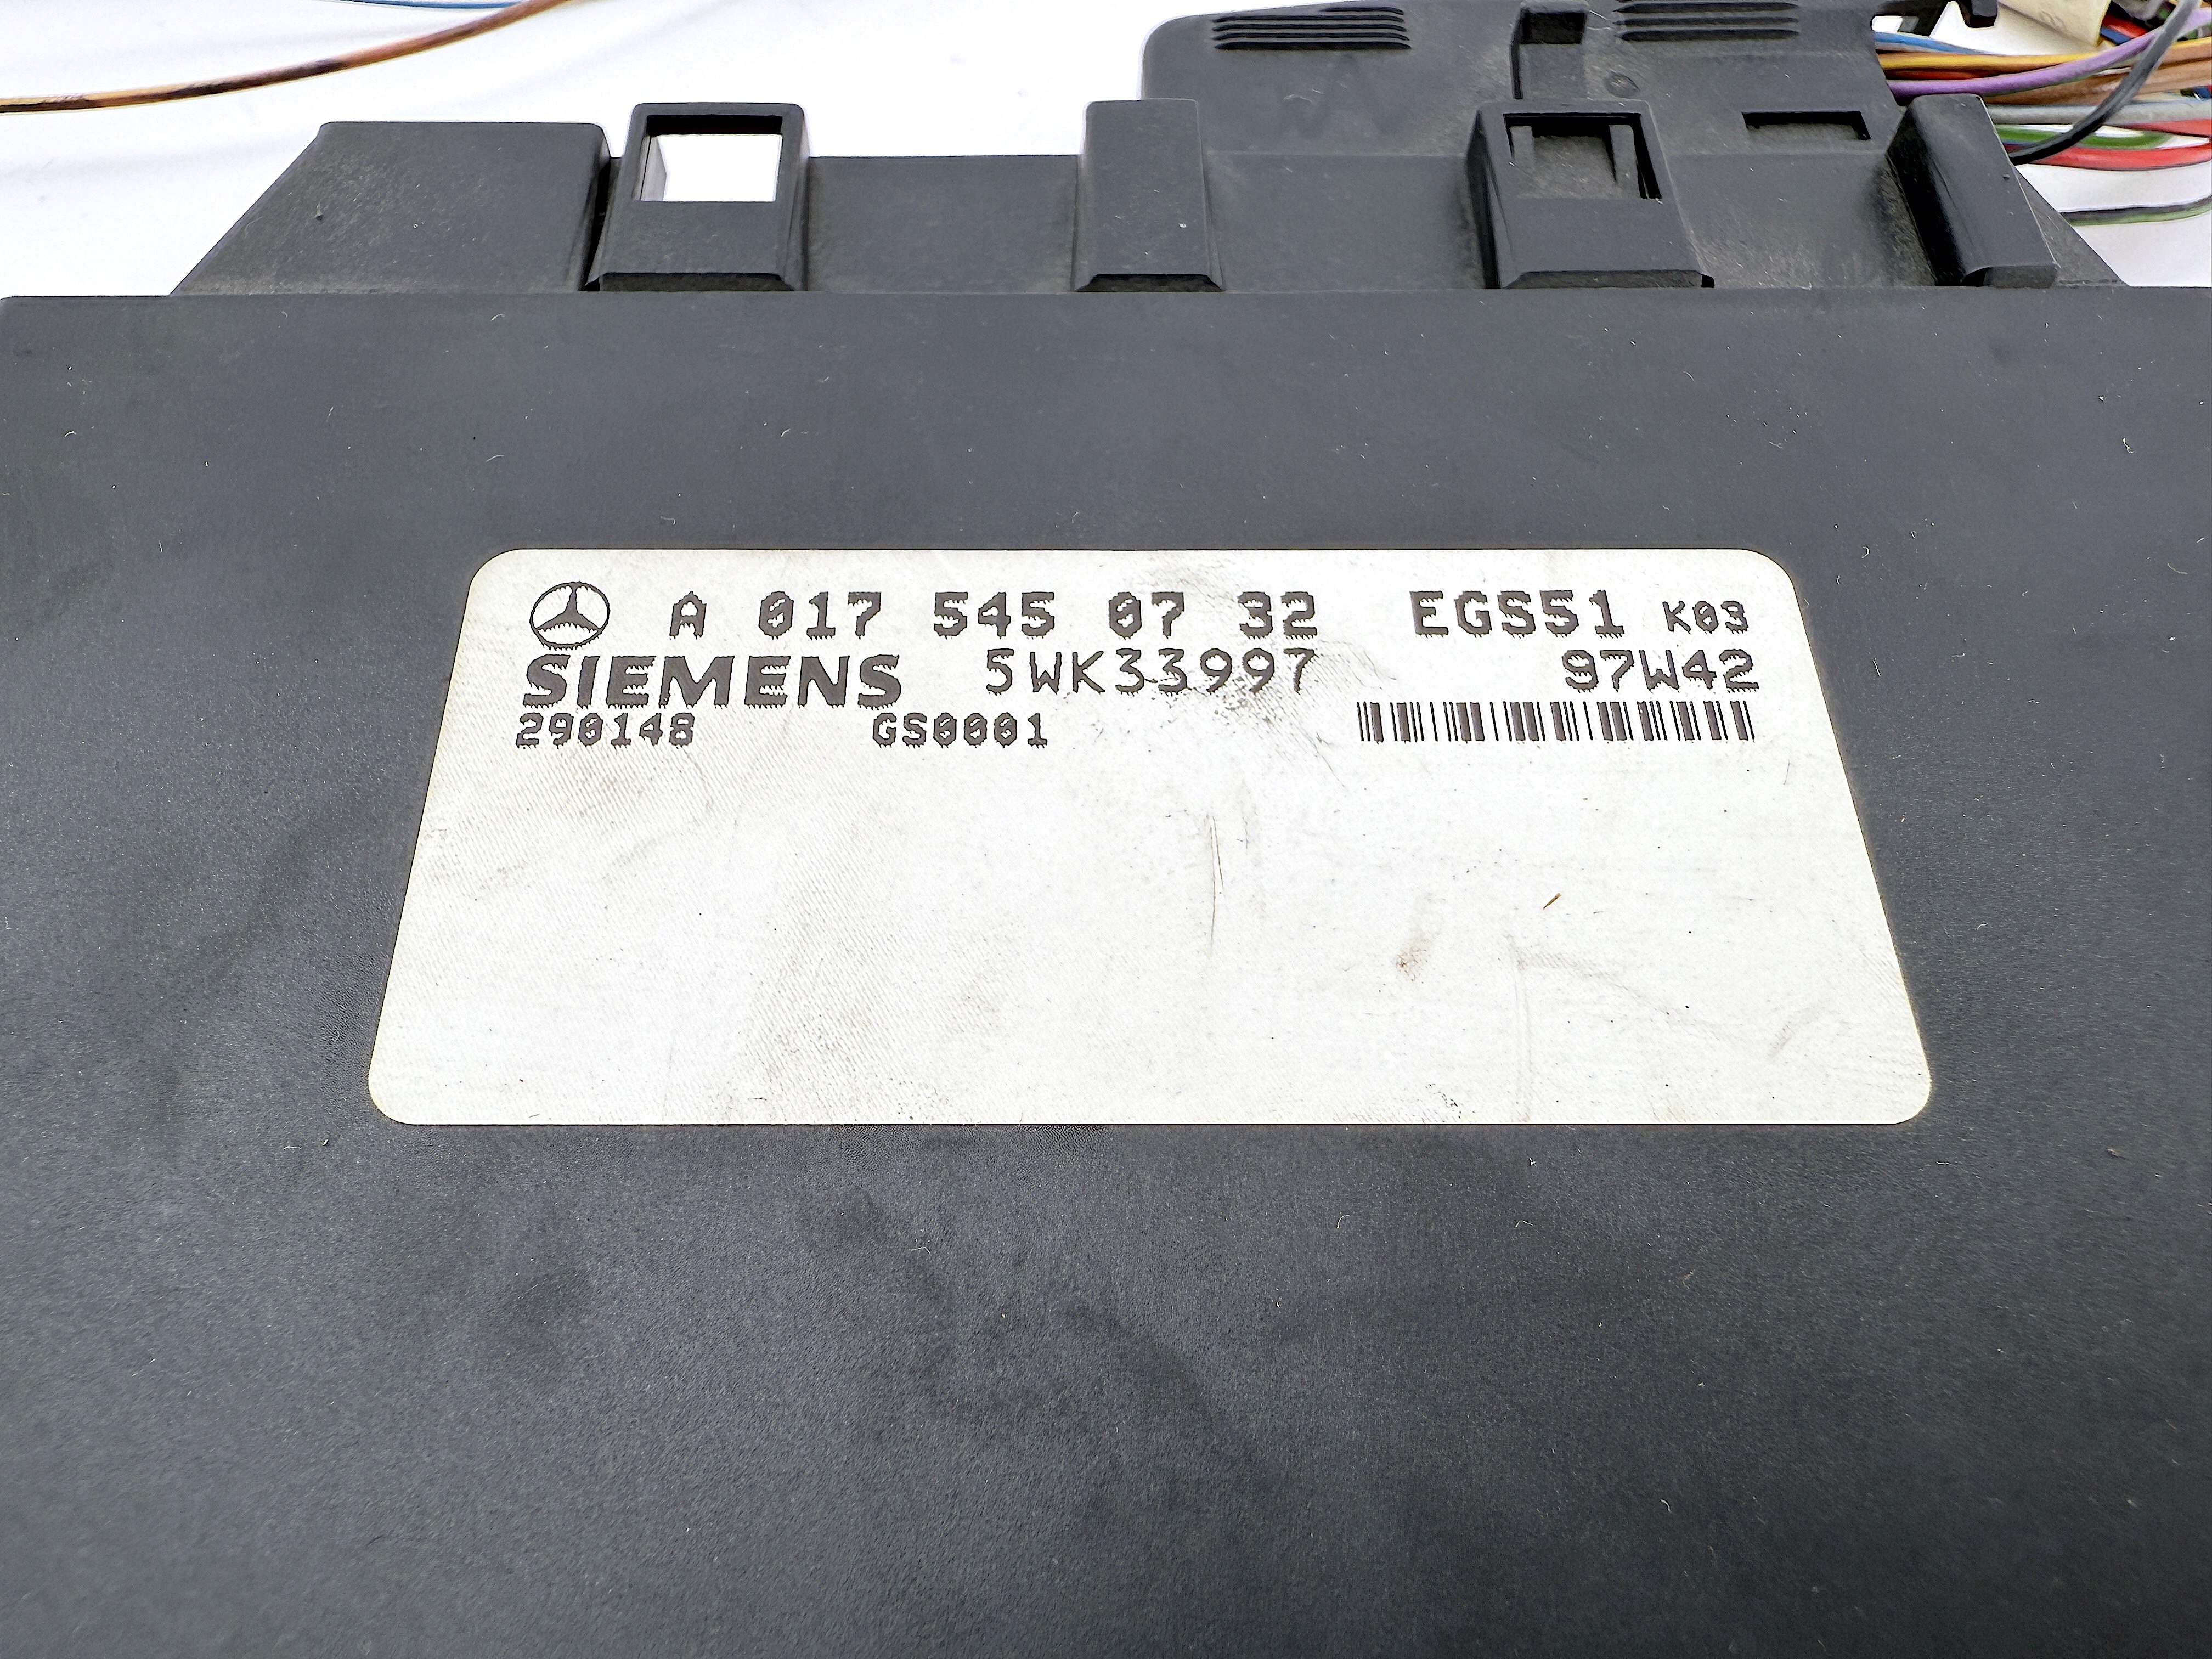 A 017 545 07 32 EGS51 K03
SIEMENS 5WK33997 97W42
290148 GS0001